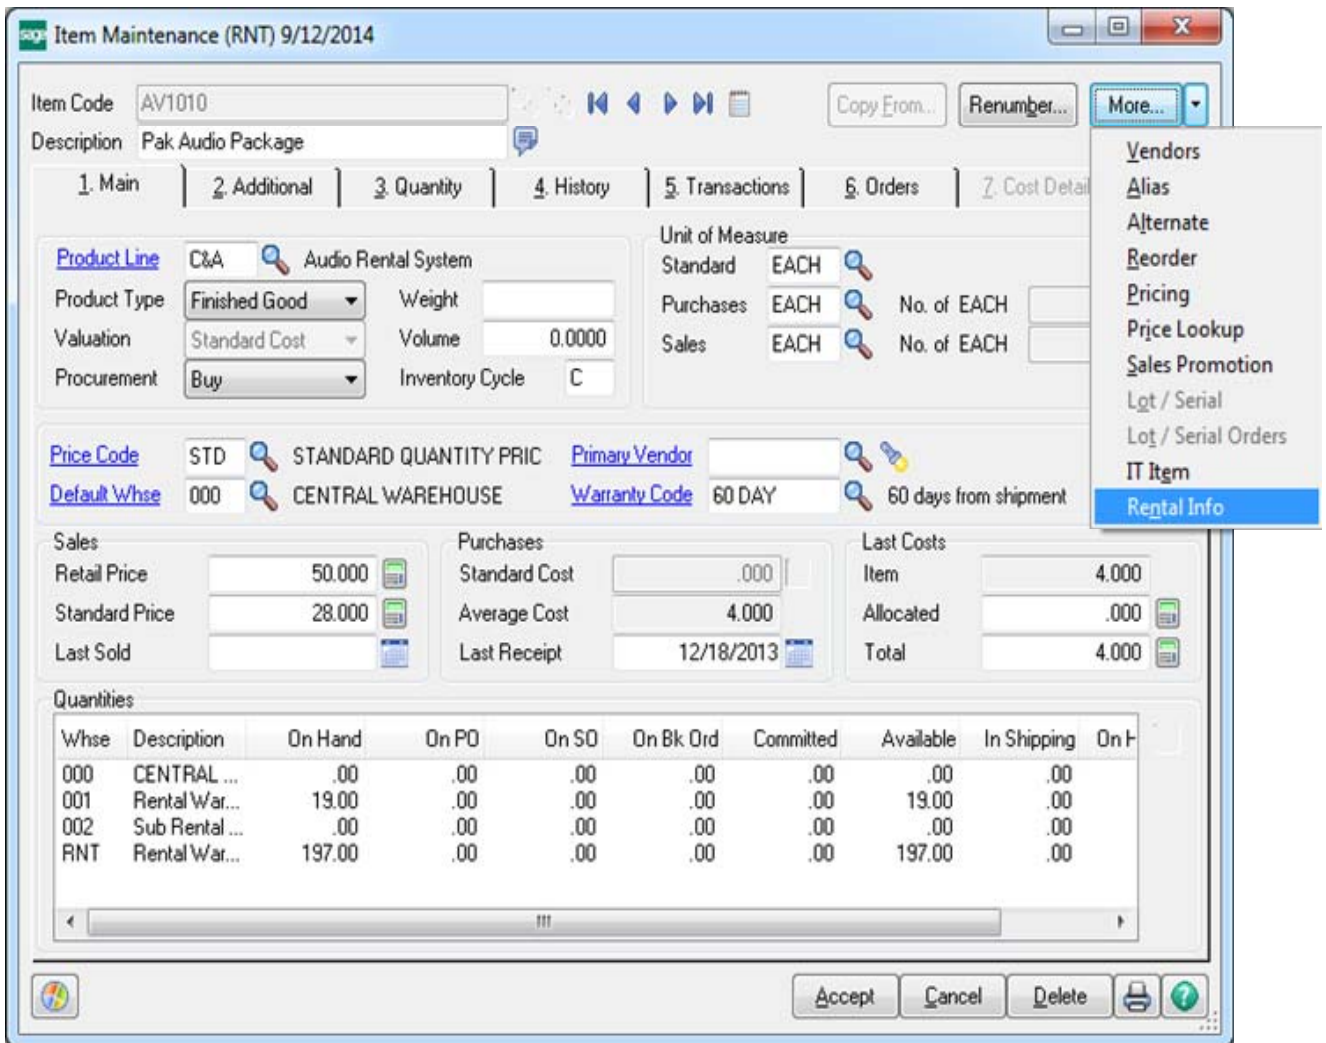 sage Item Maintenance (RNT) 9/12/2014
Item Code AV1010 Copy From... Renumber... More...
Description Pak Audio Package
1. Main 2. Additional 3. Quantity 4. History 5. Transactions 6. Orders 7. Cost Detail
Vendors
Alias
Alternate
Reorder
Pricing
Price Lookup
Sales Promotion
Lot / Serial
Lot / Serial Orders
IT Item
Rental Info
Product Line C&A Audio Rental System
Product Type Finished Good Weight
Valuation Standard Cost Volume 0.0000
Procurement Buy Inventory Cycle C
Unit of Measure
Standard EACH
Purchases EACH No. of EACH
Sales EACH No. of EACH
Price Code STD STANDARD QUANTITY PRIC Primary Vendor
Default Whse 000 CENTRAL WAREHOUSE Warranty Code 60 DAY 60 days from shipment
Sales
Retail Price 50.000
Standard Price 28.000
Last Sold
Purchases
Standard Cost .000
Average Cost 4.000
Last Receipt 12/18/2013
Last Costs
Item 4.000
Allocated .000
Total 4.000
Quantities
Whse Description On Hand On PO On SO On Bk Ord Committed Available In Shipping On H
000 CENTRAL ... .00 .00 .00 .00 .00 .00 .00
001 Rental War... 19.00 .00 .00 .00 .00 19.00 .00
002 Sub Rental ... .00 .00 .00 .00 .00 .00 .00
RNT Rental War... 197.00 .00 .00 .00 .00 197.00 .00
Accept Cancel Delete